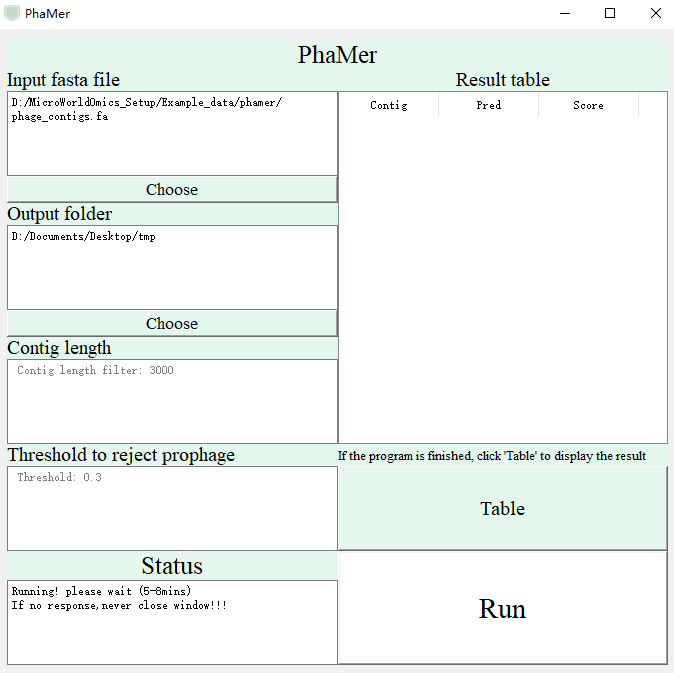 PhaMer
PhaMer
Input fasta file
Result table
D:/MicroWorldOmics_Setup/Example_data/phamer/
phage_contigs.fa
Contig Pred Score
Choose
Output folder
D:/Documents/Desktop/tmp
Choose
Contig length
Contig length filter: 3000
Threshold to reject prophage
If the program is finished, click 'Table' to display the result
Threshold: 0.3
Table
Status
Running! please wait (5-8mins)
If no response,never close window!!!
Run